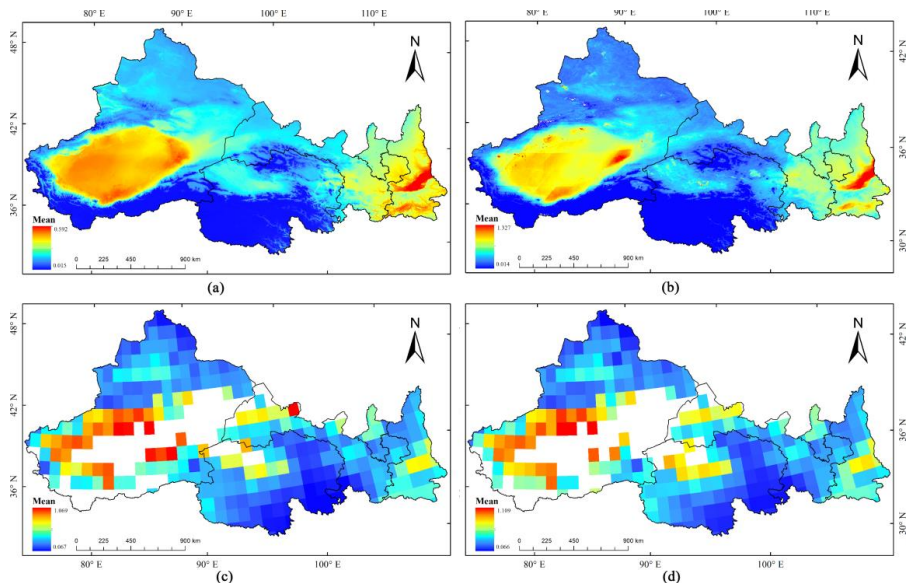 80° E 90° E 100° E 110° E
48° N
42° N
36° N
N
Mean
0.592
0.015
0 225 450 900 km
(a)
80° E 90° E 100° E 110° E
42° N
36° N
30° N
N
Mean
1.327
0.014
0 225 450 900 km
(b)
48° N
42° N
36° N
N
Mean
1.069
0.067
0 225 450 900 km
80° E 90° E 100° E
(c)
42° N
36° N
30° N
N
Mean
1.109
0.066
0 225 450 900 km
80° E 90° E 100° E
(d)